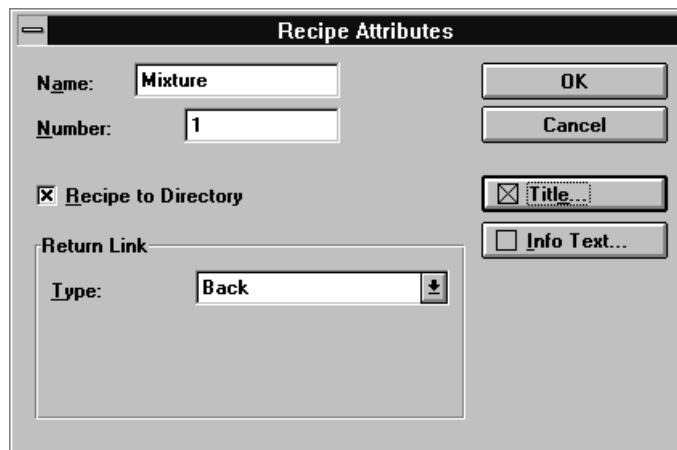 Recipe Attributes
Name: Mixture
OK
Number: 1
Cancel
Recipe to Directory
Title...
Info Text...
Return Link
Type: Back